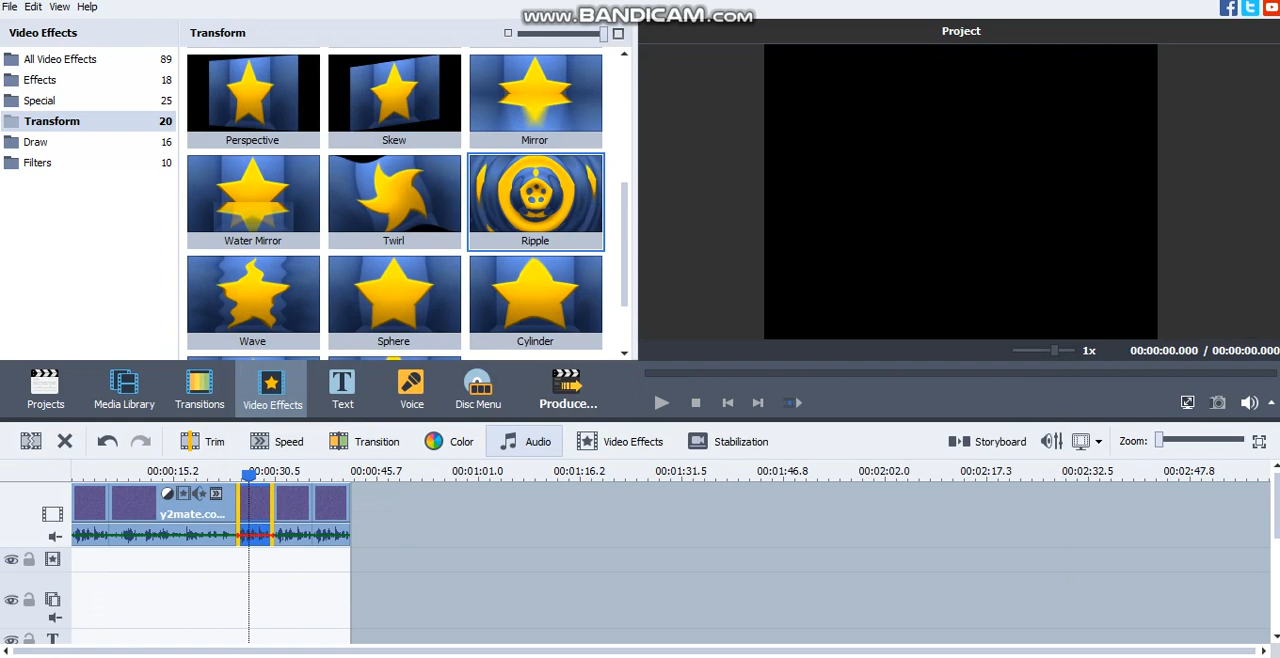 File Edit View Help
www.BANDICAM.com
Video Effects
Transform
Project
All Video Effects 89
Effects 18
Special 25
Transform 20
Draw 16
Filters 10
Perspective
Skew
Mirror
Water Mirror
Twirl
Ripple
Wave
Sphere
Cylinder
1x
00:00:00.000 / 00:00:00.000
Projects
Media Library
Transitions
Video Effects
Text
Voice
Disc Menu
Produce...
Trim
Speed
Transition
Color
Audio
Video Effects
Stabilization
Storyboard
Zoom:
00:00:15.2 00:00:30.5 00:00:45.7 00:01:01.0 00:01:16.2 00:01:31.5 00:01:46.8 00:02:02.0 00:02:17.3 00:02:32.5 00:02:47.8
y2mate.co...